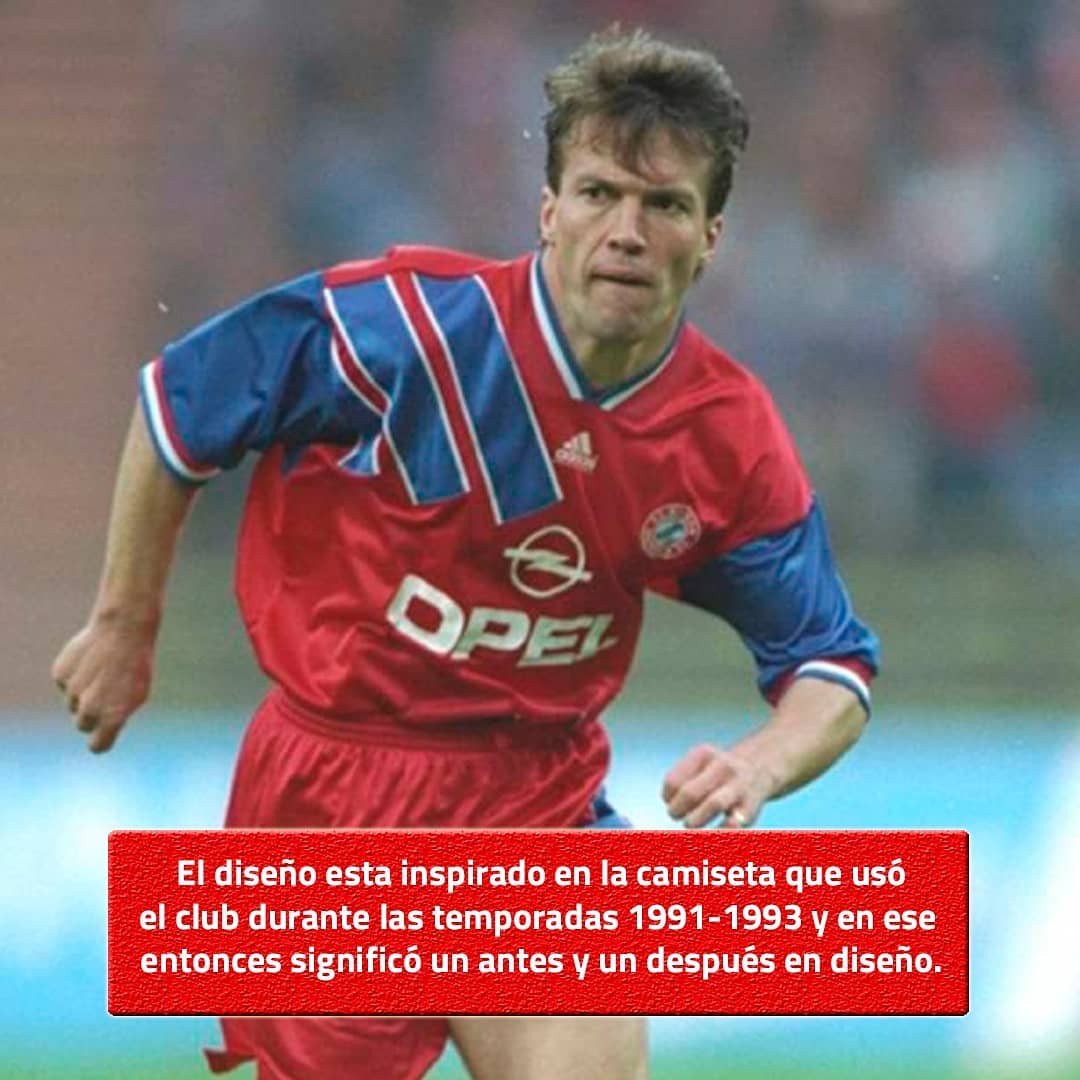 adidas
OPEL
El diseño esta inspirado en la camiseta que usó
el club durante las temporadas 1991-1993 y en ese
entonces significó un antes y un después en diseño.